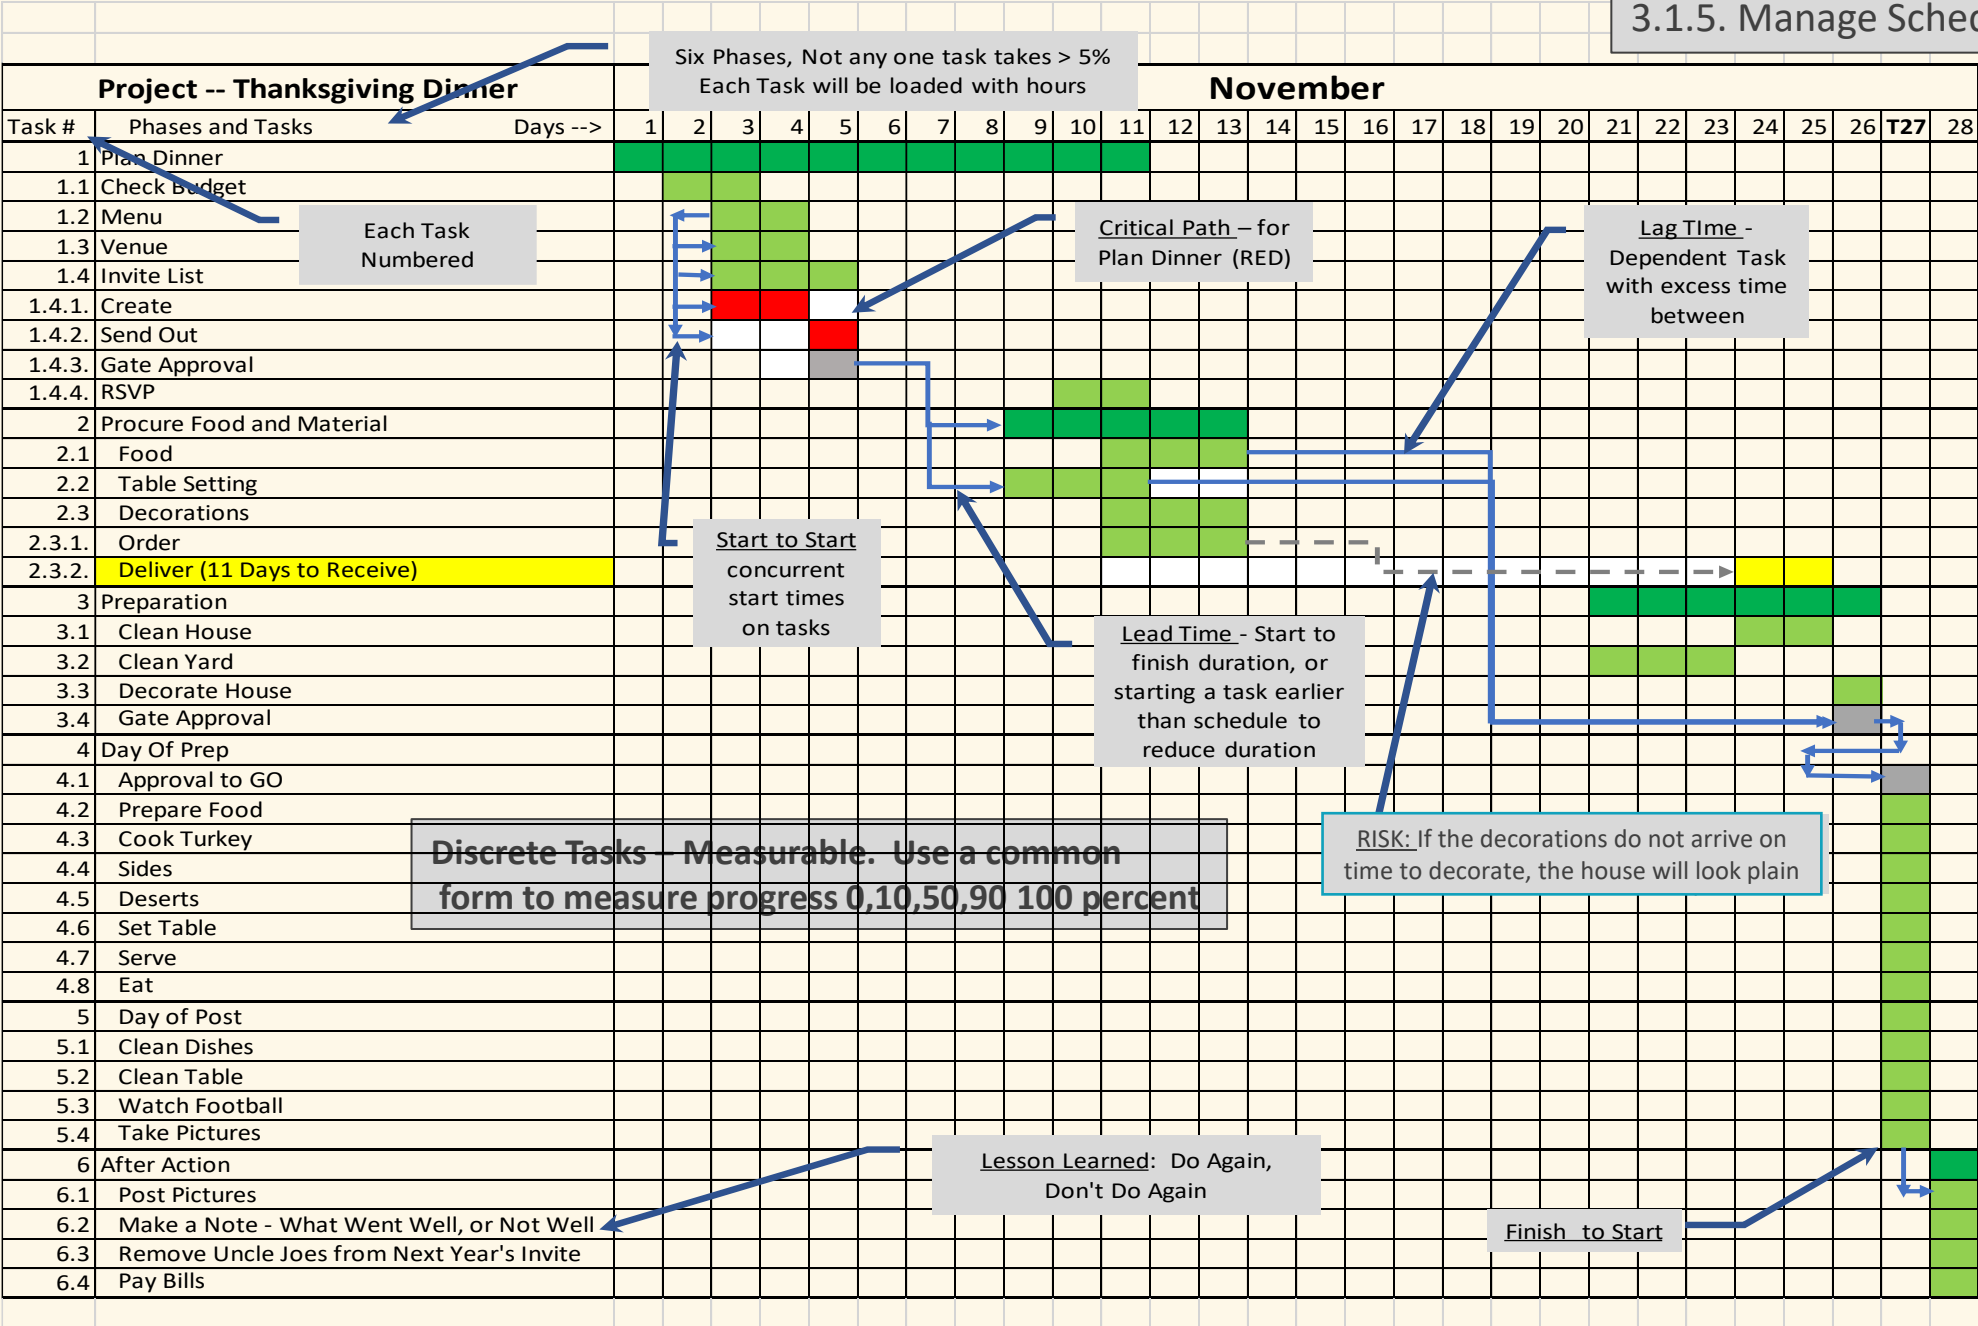 3.1.5. Manage Sched
Six Phases, Not any one task takes > 5%
Each Task will be loaded with hours
Project -- Thanksgiving Dinner
November
Task # Phases and Tasks Days --> 1 2 3 4 5 6 7 8 9 10 11 12 13 14 15 16 17 18 19 20 21 22 23 24 25 26 T27 28
1 Plan Dinner
1.1 Check Budget
1.2 Menu
1.3 Venue
1.4 Invite List
1.4.1. Create
1.4.2. Send Out
1.4.3. Gate Approval
1.4.4. RSVP
2 Procure Food and Material
2.1 Food
2.2 Table Setting
2.3 Decorations
2.3.1. Order
2.3.2. Deliver (11 Days to Receive)
3 Preparation
3.1 Clean House
3.2 Clean Yard
3.3 Decorate House
3.4 Gate Approval
4 Day Of Prep
4.1 Approval to GO
4.2 Prepare Food
4.3 Cook Turkey
4.4 Sides
4.5 Deserts
4.6 Set Table
4.7 Serve
4.8 Eat
5 Day of Post
5.1 Clean Dishes
5.2 Clean Table
5.3 Watch Football
5.4 Take Pictures
6 After Action
6.1 Post Pictures
6.2 Make a Note - What Went Well, or Not Well
6.3 Remove Uncle Joes from Next Year's Invite
6.4 Pay Bills
Each Task
Numbered
Critical Path – for
Plan Dinner (RED)
Lag TIme -
Dependent Task
with excess time
between
Start to Start
concurrent
start times
on tasks
Lead Time - Start to
finish duration, or
starting a task earlier
than schedule to
reduce duration
Discrete Tasks – Measurable. Use a common
form to measure progress 0,10,50,90 100 percent
RISK: If the decorations do not arrive on
time to decorate, the house will look plain
Lesson Learned: Do Again,
Don't Do Again
Finish to Start